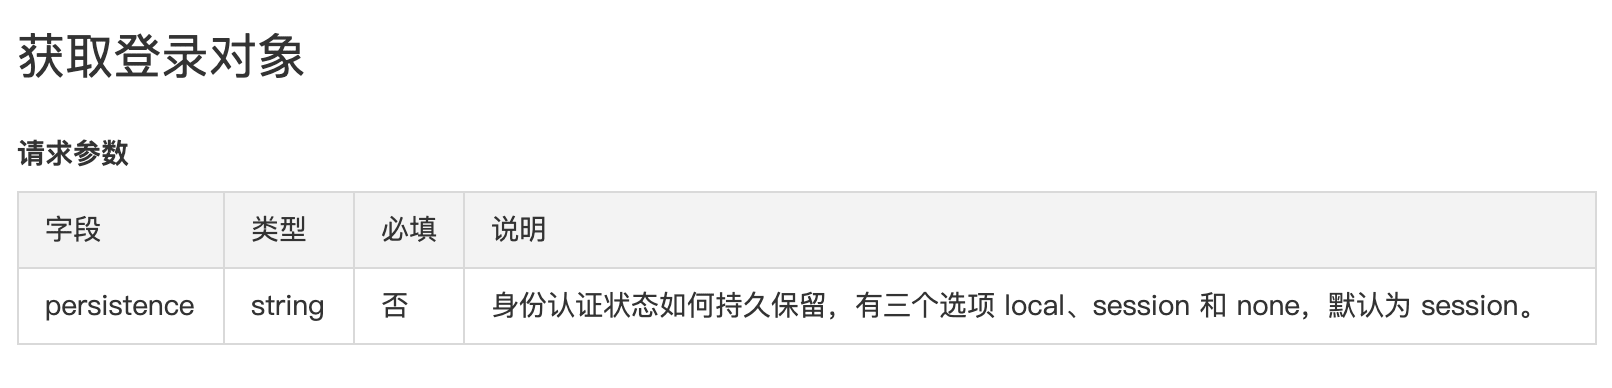 获取登录对象
请求参数
字段 类型 必填 说明
persistence string 否 身份认证状态如何持久保留，有三个选项 local、session 和 none，默认为 session。